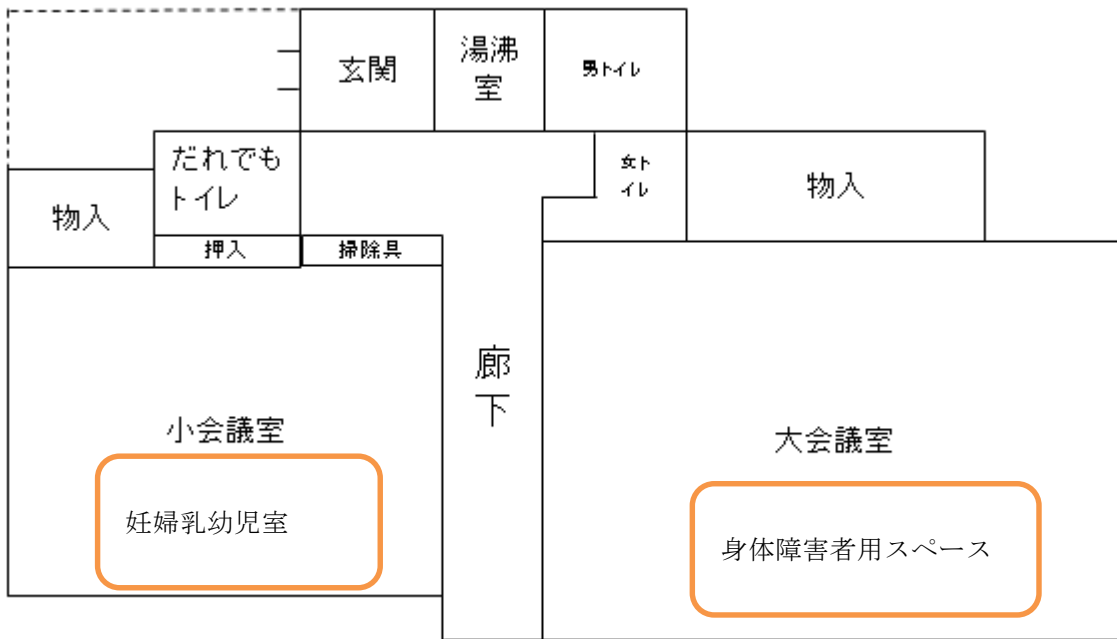 玄関
湯沸
室
男トイレ
だれでも
トイレ
女ト
イレ
物入
物入
押入
掃除具
廊
下
小会議室
大会議室
妊婦乳幼児室
身体障害者用スペース